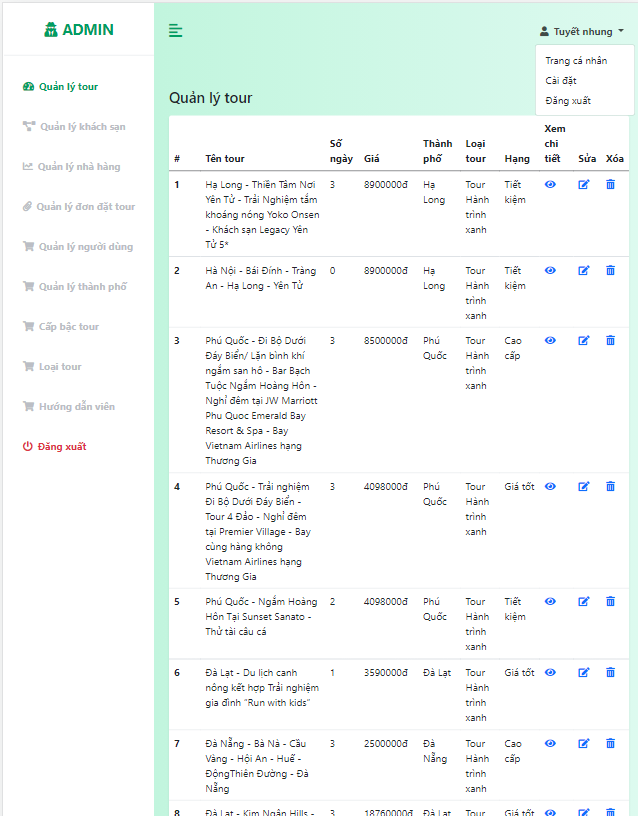 ADMIN
Tuyết nhung
Trang cá nhân
Cài đặt
Đăng xuất
Quản lý tour
Quản lý khách sạn
Quản lý nhà hàng
Quản lý đơn đặt tour
Quản lý người dùng
Quản lý thành phố
Cấp bậc tour
Loại tour
Hướng dẫn viên
Đăng xuất
Quản lý tour
# Tên tour Số ngày Giá Thành phố Loại tour Hạng Xem chi tiết Sửa Xóa
1 Hạ Long - Thiền Tâm Nơi 3 8900000đ Hạ Tour Tiết
Yên Tử - Trải Nghiệm tắm Long Hành kiệm
khoáng nóng Yoko Onsen trình
- Khách sạn Legacy Yên xanh
Tử 5*
2 Hà Nội - Bái Đính - Tràng 0 8900000đ Hạ Tour Tiết
An - Hạ Long - Yên Tử Long Hành kiệm
trình
xanh
3 Phú Quốc - Đi Bộ Dưới 3 8500000đ Phú Tour Cao
Đáy Biển/ Lặn bình khí Quốc Hành cấp
ngắm san hô - Bar Bạch trình
Tuộc Ngắm Hoàng Hôn - xanh
Nghỉ đêm tại JW Marriott
Phu Quoc Emerald Bay
Resort & Spa - Bay
Vietnam Airlines hạng
Thương Gia
4 Phú Quốc - Trải nghiệm 3 4098000đ Phú Tour Giá tốt
Đi Bộ Dưới Đáy Biển - Quốc Hành
Tour 4 Đảo - Nghỉ đêm trình
tại Premier Village - Bay xanh
cùng hàng không
Vietnam Airlines hạng
Thương Gia
5 Phú Quốc - Ngắm Hoàng 2 4098000đ Phú Tour Tiết
Hôn Tại Sunset Sanato - Quốc Hành kiệm
Thử tài câu cá trình
xanh
6 Đà Lạt - Du lịch canh 1 3590000đ Đà Lạt Tour Giá tốt
nông kết hợp Trải nghiệm Hành
gia đình "Run with kids" trình
xanh
7 Đà Nẵng - Bà Nà - Cầu 3 2500000đ Đà Tour Cao
Vàng - Hội An - Huế - Nẵng Hành cấp
ĐộngThiên Đường - Đà trình
Nẵng xanh
8 Đà Lạt - Kim Ngân Hills - 3 18760000đ Đà Lạt Tour Giá tốt